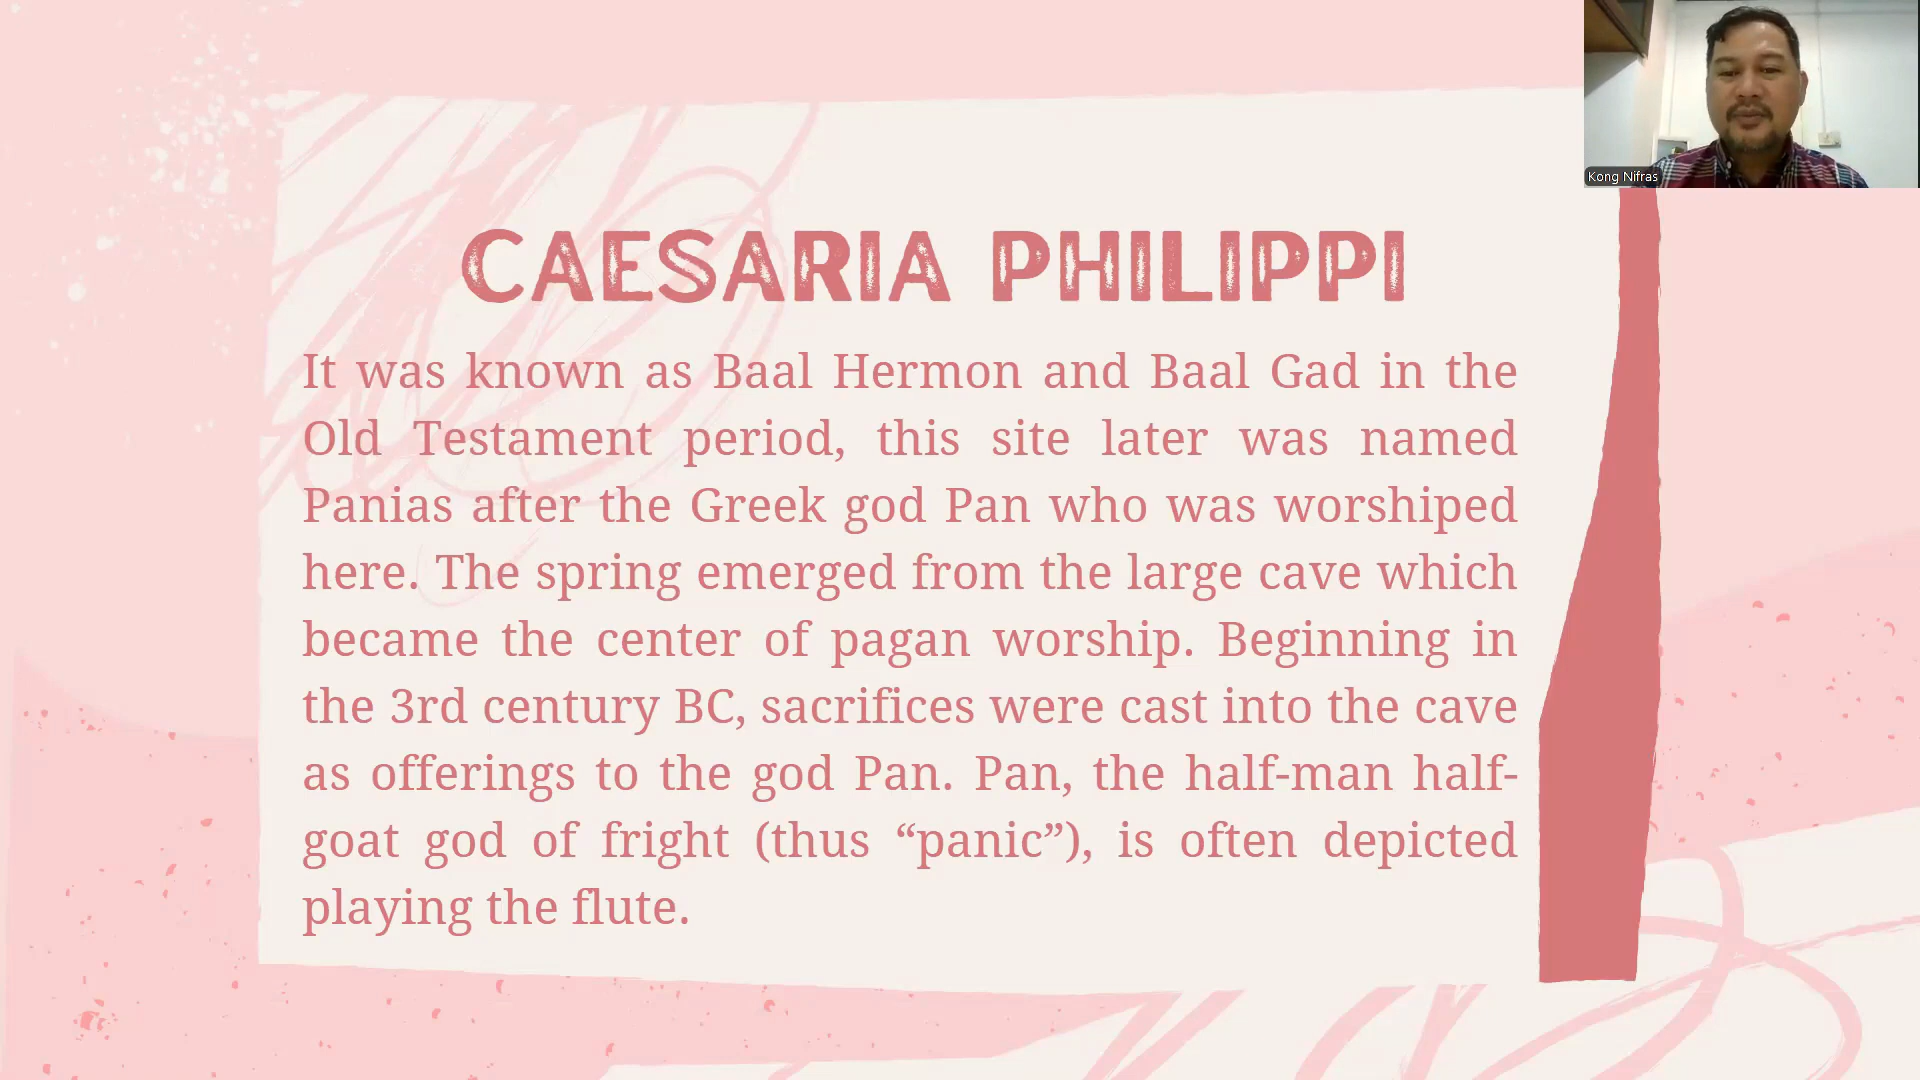 CAESARIA PHILIPPI
It was known as Baal Hermon and Baal Gad in the
Old Testament period, this site later was named
Panias after the Greek god Pan who was worshiped
here. The spring emerged from the large cave which
became the center of pagan worship. Beginning in
the 3rd century BC, sacrifices were cast into the cave
as offerings to the god Pan. Pan, the half-man half-
goat god of fright (thus “panic”), is often depicted
playing the flute.
Kong Nifras